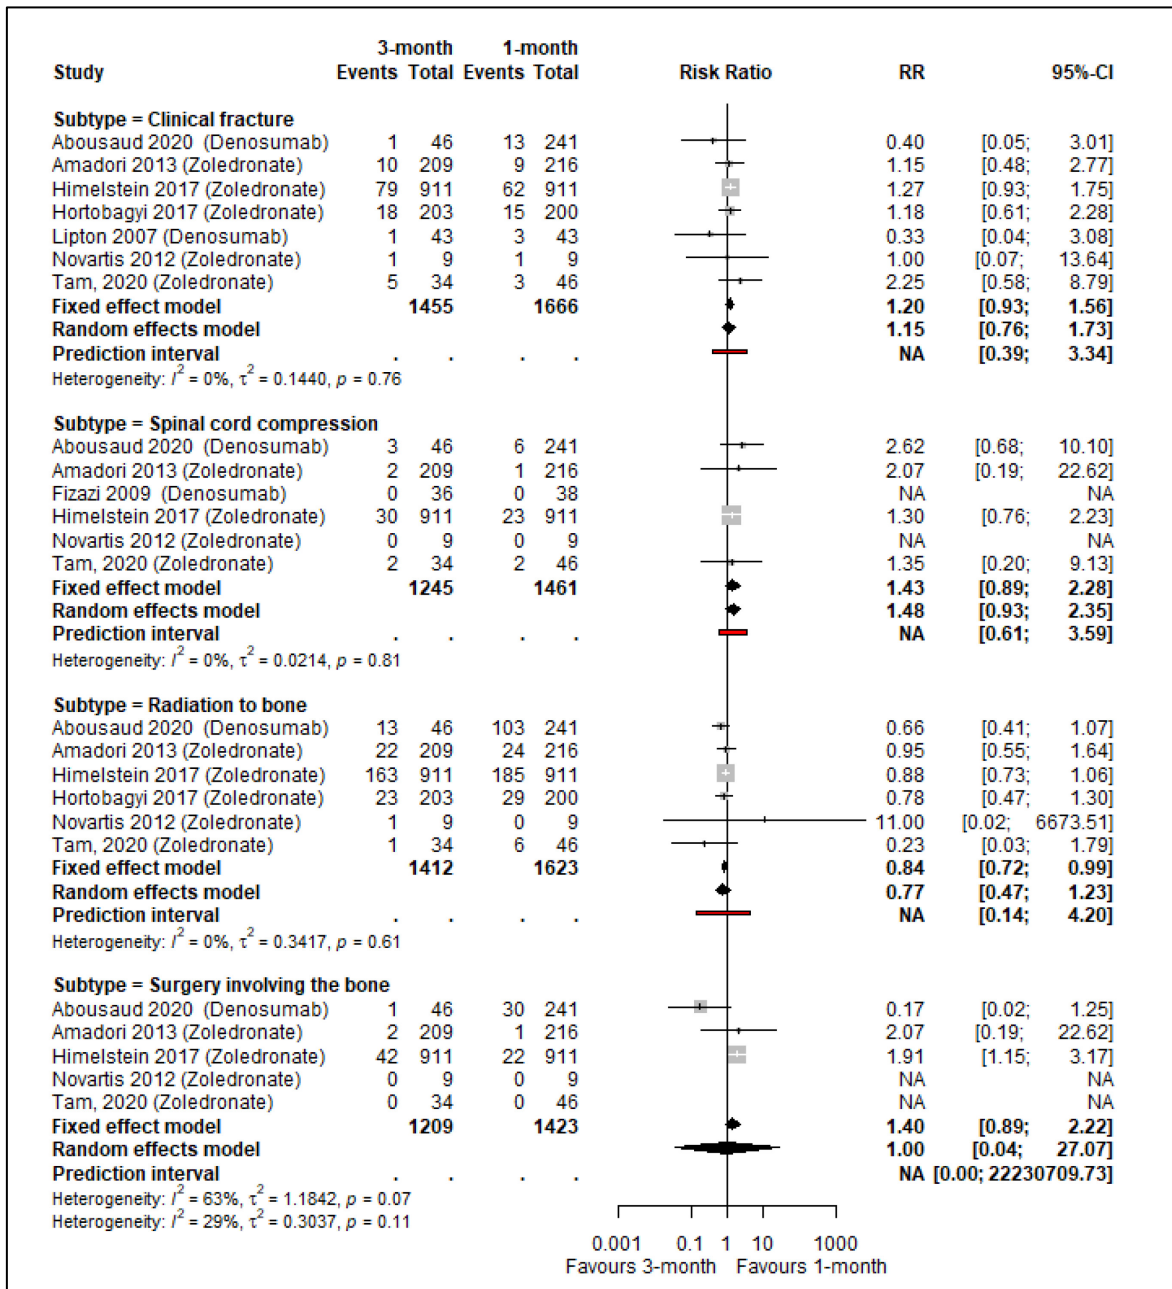 3-month 1-month
Study Events Total Events Total Risk Ratio RR 95%-CI
Subtype = Clinical fracture
Abousaud 2020 (Denosumab) 1 46 13 241 0.40 [0.05; 3.01]
Amadori 2013 (Zoledronate) 10 209 9 216 1.15 [0.48; 2.77]
Himelstein 2017 (Zoledronate) 79 911 62 911 1.27 [0.93; 1.75]
Hortobagyi 2017 (Zoledronate) 18 203 15 200 1.18 [0.61; 2.28]
Lipton 2007 (Denosumab) 1 43 3 43 0.33 [0.04; 3.08]
Novartis 2012 (Zoledronate) 1 9 1 9 1.00 [0.07; 13.64]
Tam, 2020 (Zoledronate) 5 34 3 46 2.25 [0.58; 8.79]
Fixed effect model 1455 1666 1.20 [0.93; 1.56]
Random effects model 1.15 [0.76; 1.73]
Prediction interval . . . . NA [0.39; 3.34]
Heterogeneity: I² = 0%, τ² = 0.1440, p = 0.76
Subtype = Spinal cord compression
Abousaud 2020 (Denosumab) 3 46 6 241 2.62 [0.68; 10.10]
Amadori 2013 (Zoledronate) 2 209 1 216 2.07 [0.19; 22.62]
Fizazi 2009 (Denosumab) 0 36 0 38 NA NA
Himelstein 2017 (Zoledronate) 30 911 23 911 1.30 [0.76; 2.23]
Novartis 2012 (Zoledronate) 0 9 0 9 NA NA
Tam, 2020 (Zoledronate) 2 34 2 46 1.35 [0.20; 9.13]
Fixed effect model 1245 1461 1.43 [0.89; 2.28]
Random effects model 1.48 [0.93; 2.35]
Prediction interval . . . . NA [0.61; 3.59]
Heterogeneity: I² = 0%, τ² = 0.0214, p = 0.81
Subtype = Radiation to bone
Abousaud 2020 (Denosumab) 13 46 103 241 0.66 [0.41; 1.07]
Amadori 2013 (Zoledronate) 22 209 24 216 0.95 [0.55; 1.64]
Himelstein 2017 (Zoledronate) 163 911 185 911 0.88 [0.73; 1.06]
Hortobagyi 2017 (Zoledronate) 23 203 29 200 0.78 [0.47; 1.30]
Novartis 2012 (Zoledronate) 1 9 0 9 11.00 [0.02; 6673.51]
Tam, 2020 (Zoledronate) 1 34 6 46 0.23 [0.03; 1.79]
Fixed effect model 1412 1623 0.84 [0.72; 0.99]
Random effects model 0.77 [0.47; 1.23]
Prediction interval . . . . NA [0.14; 4.20]
Heterogeneity: I² = 0%, τ² = 0.3417, p = 0.61
Subtype = Surgery involving the bone
Abousaud 2020 (Denosumab) 1 46 30 241 0.17 [0.02; 1.25]
Amadori 2013 (Zoledronate) 2 209 1 216 2.07 [0.19; 22.62]
Himelstein 2017 (Zoledronate) 42 911 22 911 1.91 [1.15; 3.17]
Novartis 2012 (Zoledronate) 0 9 0 9 NA NA
Tam, 2020 (Zoledronate) 0 34 0 46 NA NA
Fixed effect model 1209 1423 1.40 [0.89; 2.22]
Random effects model 1.00 [0.04; 27.07]
Prediction interval . . . . NA [0.00; 22230709.73]
Heterogeneity: I² = 63%, τ² = 1.1842, p = 0.07
Heterogeneity: I² = 29%, τ² = 0.3037, p = 0.11
0.001 0.1 1 10 1000
Favours 3-month Favours 1-month